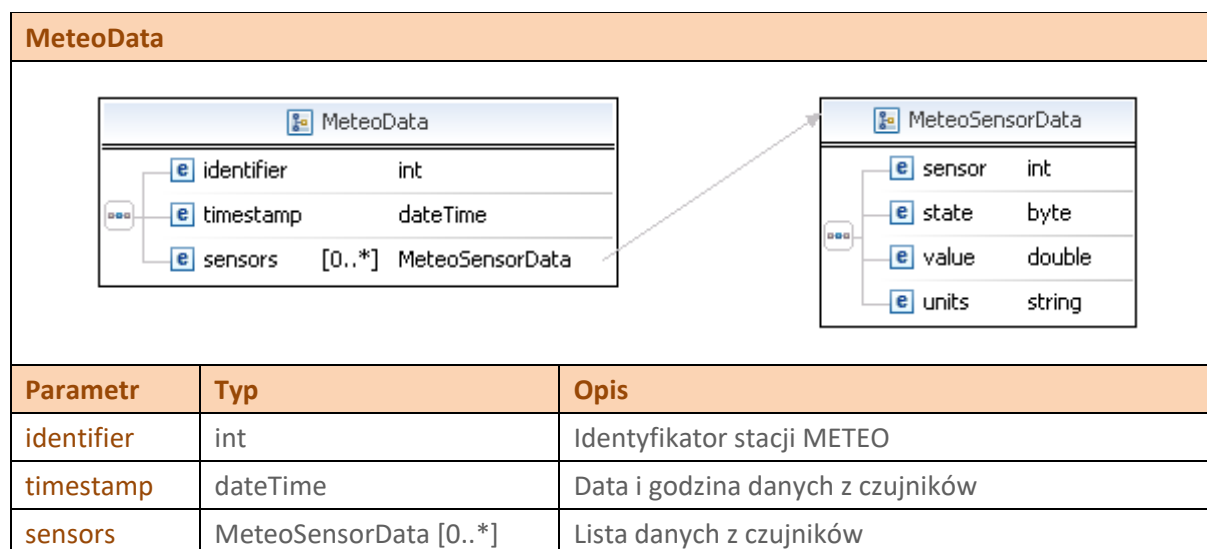 MeteoData
MeteoData
identifier int
timestamp dateTime
sensors [0..*] MeteoSensorData
MeteoSensorData
sensor int
state byte
value double
units string
Parametr Typ Opis
identifier int Identyfikator stacji METEO
timestamp dateTime Data i godzina danych z czujników
sensors MeteoSensorData [0..*] Lista danych z czujników